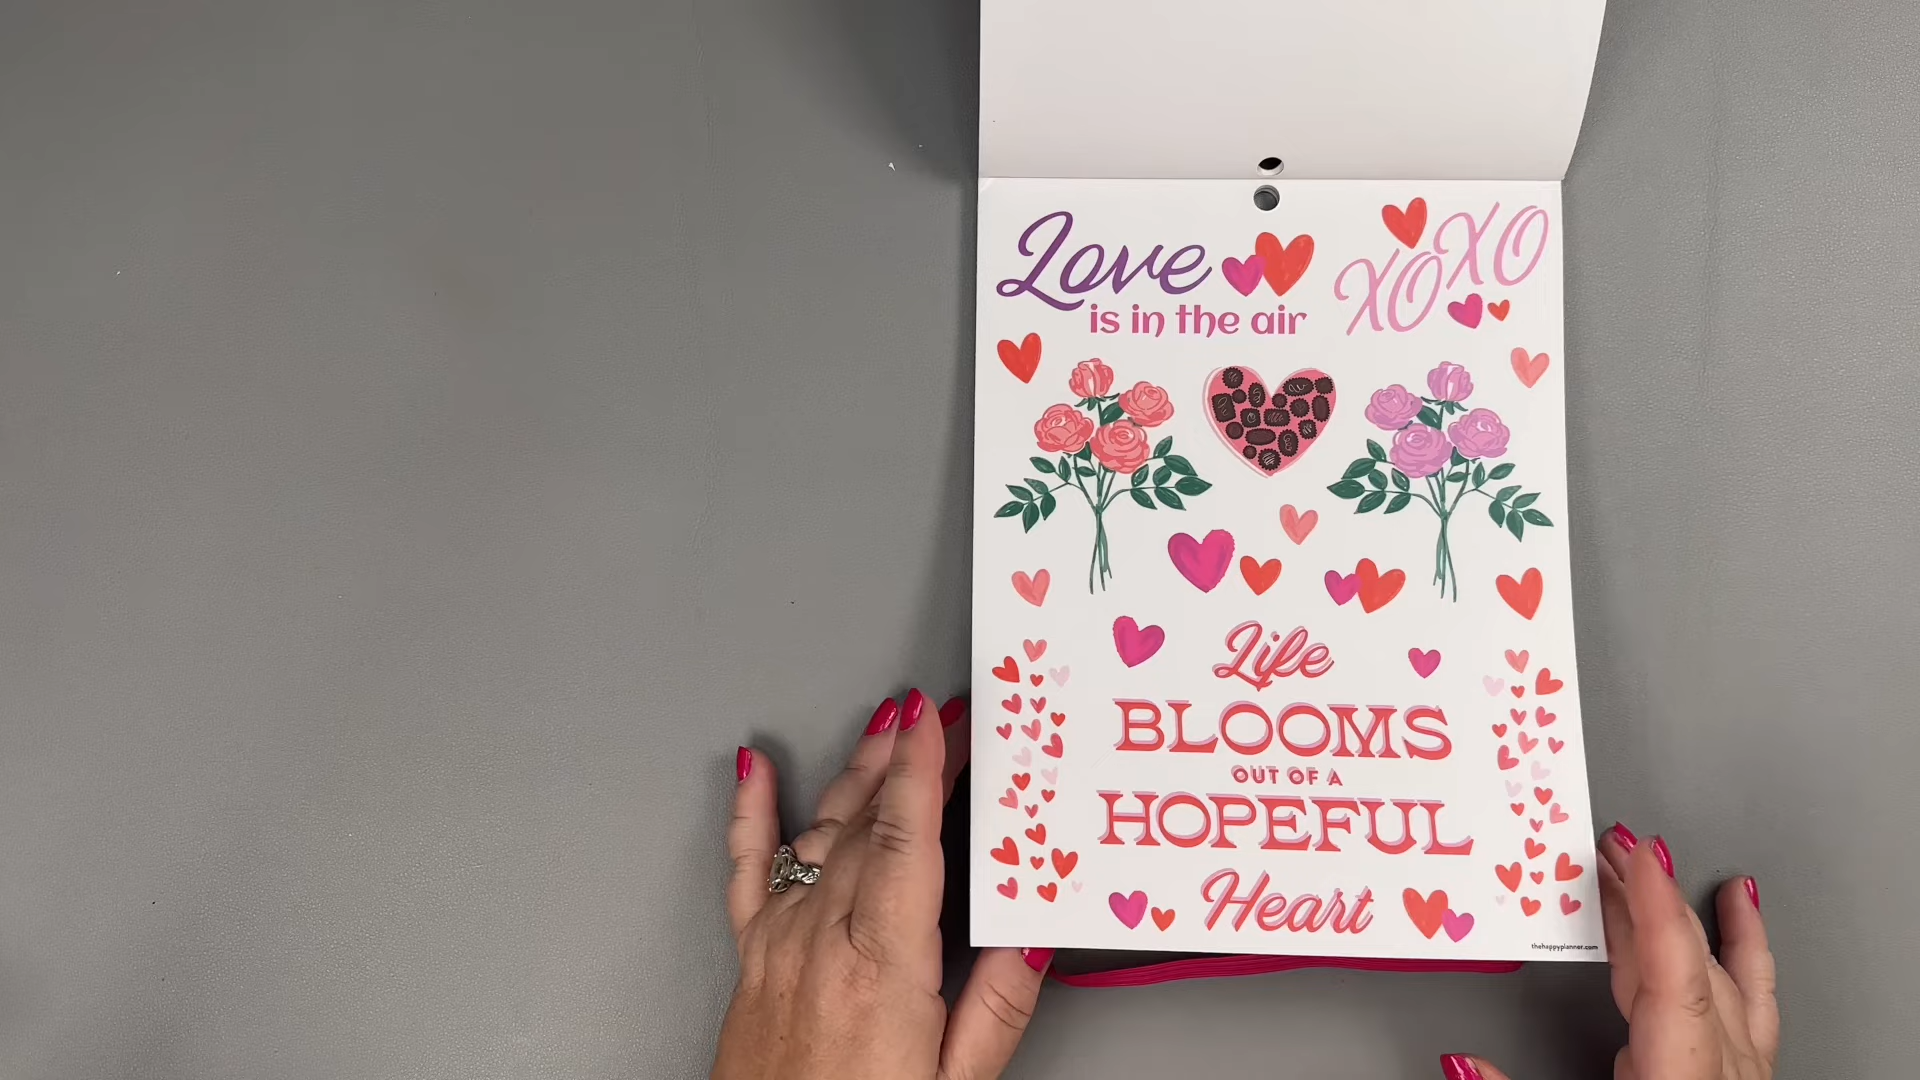 Love
is in the air
XOXO
Life
BLOOMS
OUT OF A
HOPEFUL
Heart
thehappyplanner.com